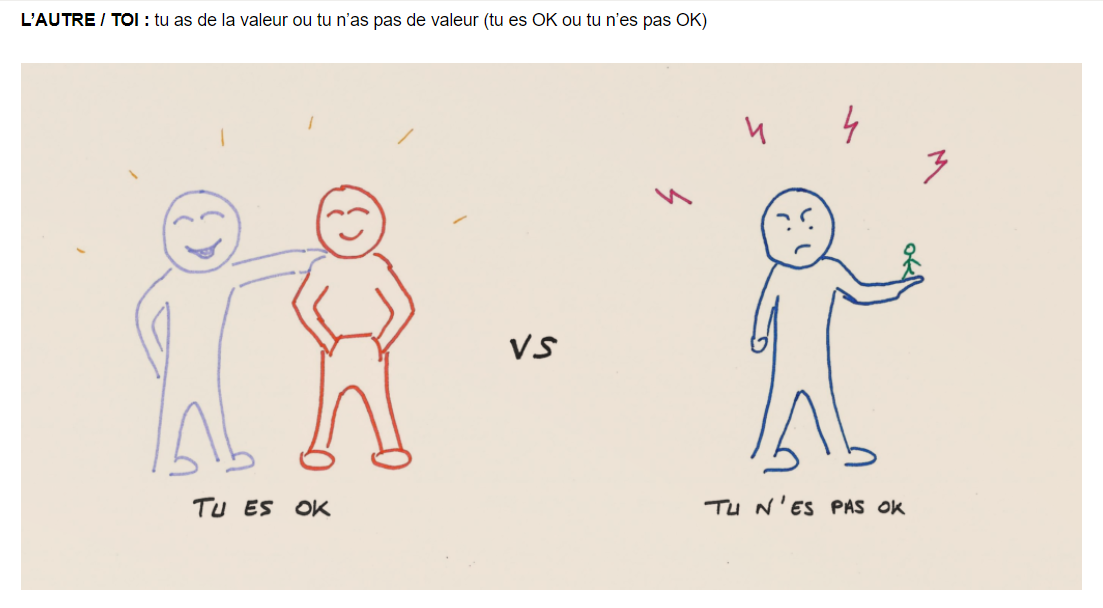 L’AUTRE / TOI : tu as de la valeur ou tu n’as pas de valeur (tu es OK ou tu n’es pas OK)
VS
TU ES OK
TU N'ES PAS OK